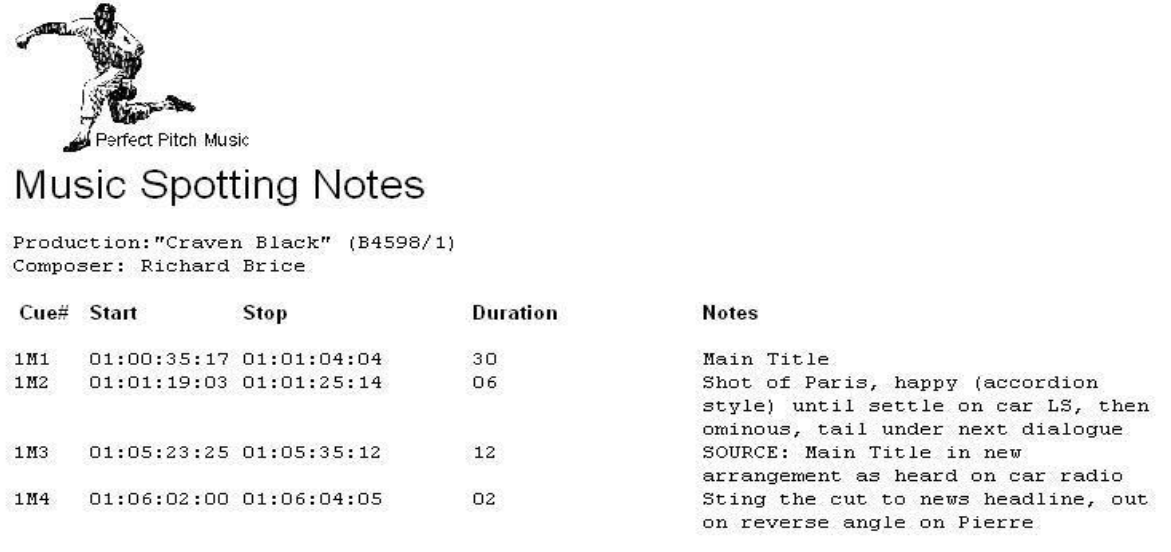 Perfect Pitch Music
Music Spotting Notes
Production:"Craven Black" (B4598/1)
Composer: Richard Brice
Cue# Start Stop Duration Notes
1M1 01:00:35:17 01:01:04:04 30 Main Title
1M2 01:01:19:03 01:01:25:14 06 Shot of Paris, happy (accordion
style) until settle on car LS, then
ominous, tail under next dialogue
1M3 01:05:23:25 01:05:35:12 12 SOURCE: Main Title in new
arrangement as heard on car radio
1M4 01:06:02:00 01:06:04:05 02 Sting the cut to news headline, out
on reverse angle on Pierre